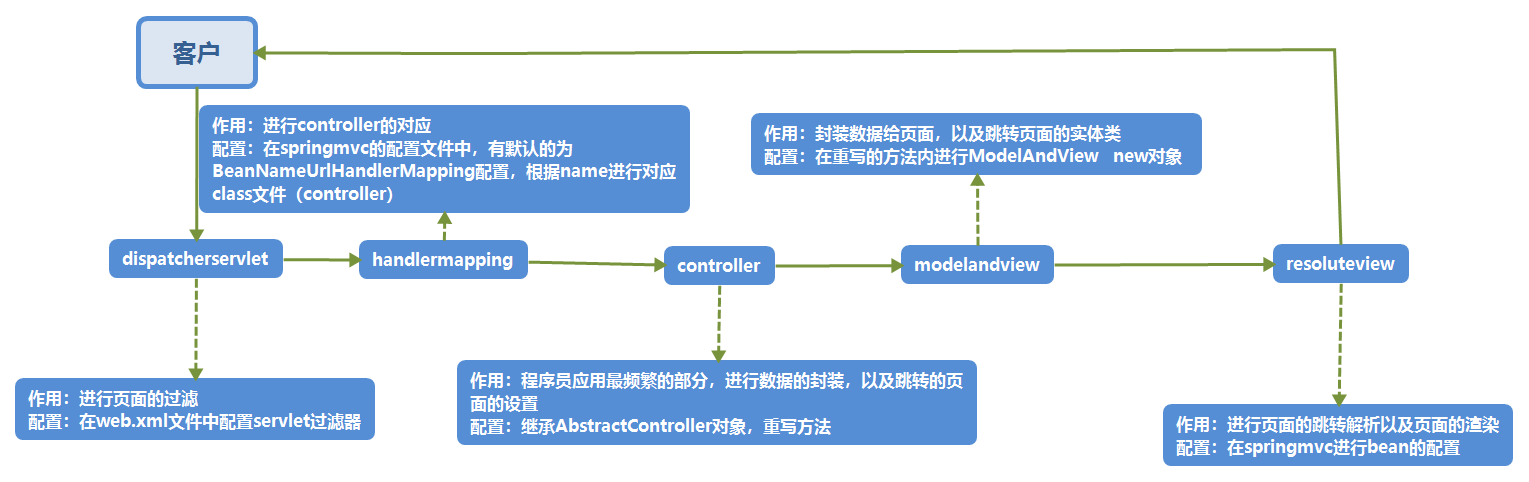 客户
作用：进行controller的对应
配置：在springmvc的配置文件中，有默认的为
BeanNameUrlHandlerMapping配置，根据name进行对应
class文件（controller）
作用：封装数据给页面，以及跳转页面的实体类
配置：在重写的方法内进行ModelAndView new对象
dispatcherservlet
handlermapping
controller
modelandview
resoluteview
作用：进行页面的过滤
配置：在web.xml文件中配置servlet过滤器
作用：程序员应用最频繁的部分，进行数据的封装，以及跳转的页
面的设置
配置：继承AbstractController对象，重写方法
作用：进行页面的跳转解析以及页面的渲染
配置：在springmvc进行bean的配置